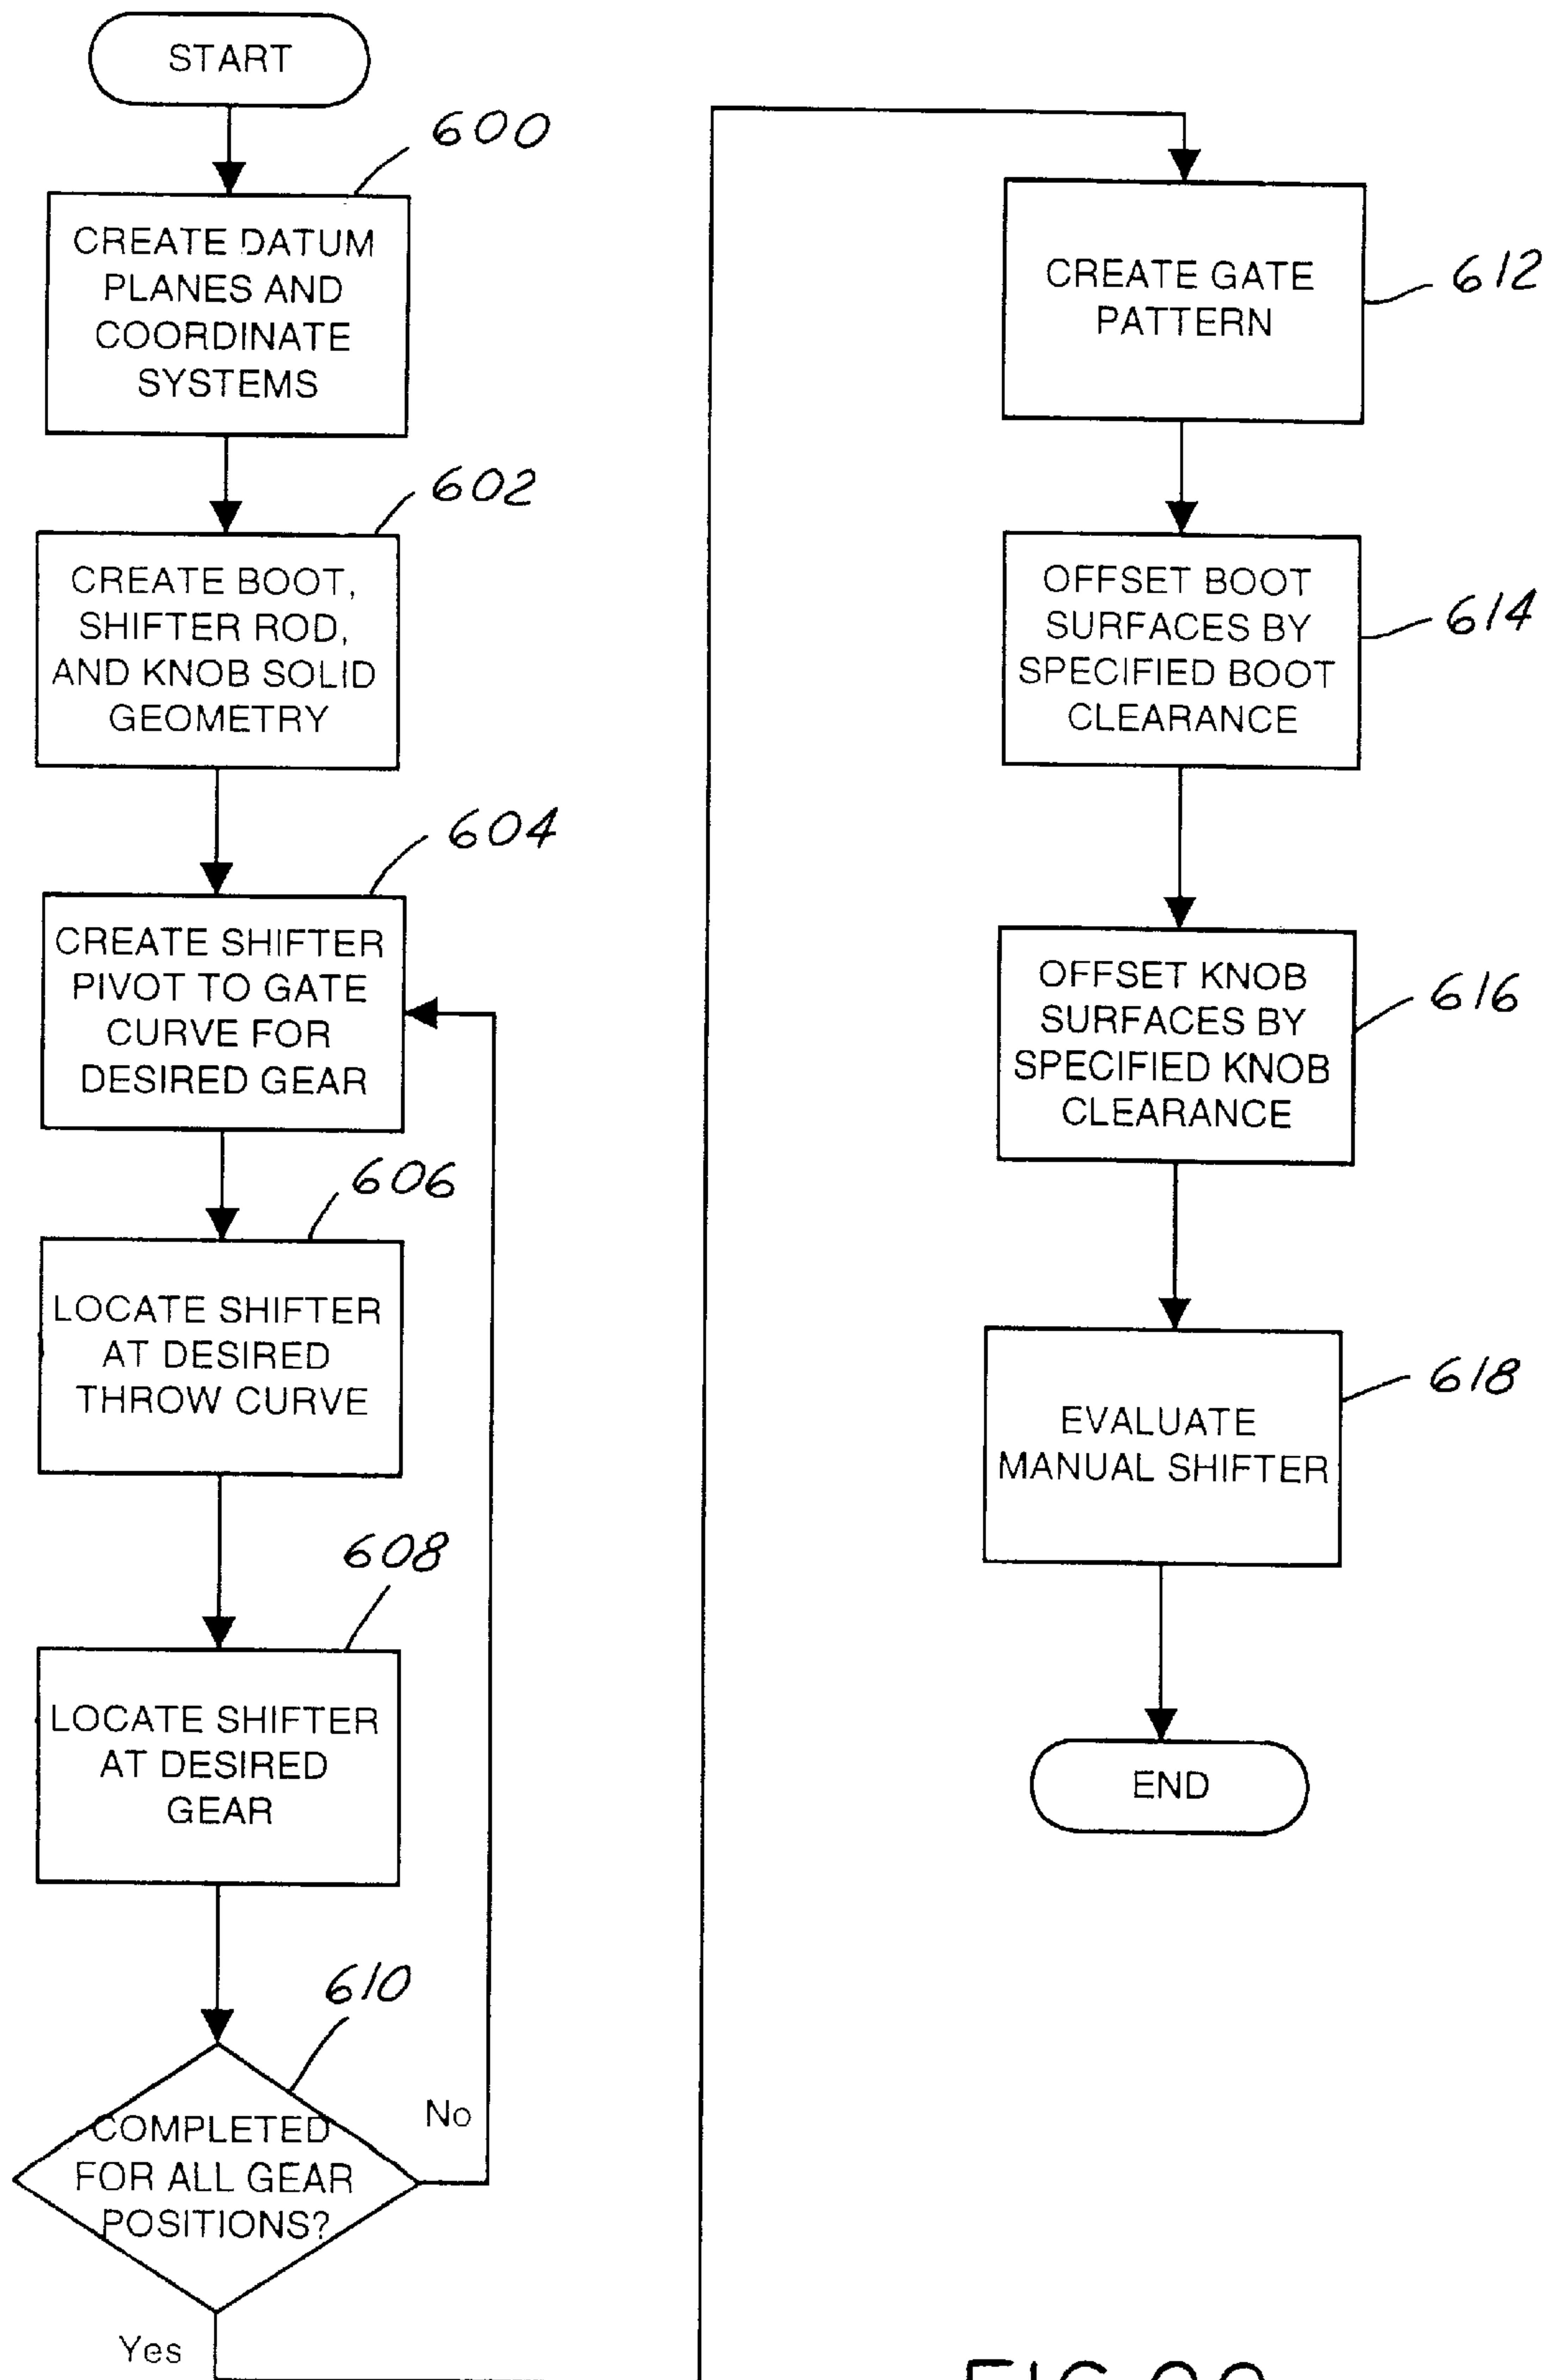 START
600
CREATE DATUM
PLANES AND
COORDINATE
SYSTEMS
602
CREATE BOOT,
SHIFTER ROD,
AND KNOB SOLID
GEOMETRY
604
CREATE SHIFTER
PIVOT TO GATE
CURVE FOR
DESIRED GEAR
606
LOCATE SHIFTER
AT DESIRED
THROW CURVE
608
LOCATE SHIFTER
AT DESIRED
GEAR
610
COMPLETED
FOR ALL GEAR
POSITIONS?
No
Yes
612
CREATE GATE
PATTERN
614
OFFSET BOOT
SURFACES BY
SPECIFIED BOOT
CLEARANCE
616
OFFSET KNOB
SURFACES BY
SPECIFIED KNOB
CLEARANCE
618
EVALUATE
MANUAL SHIFTER
END